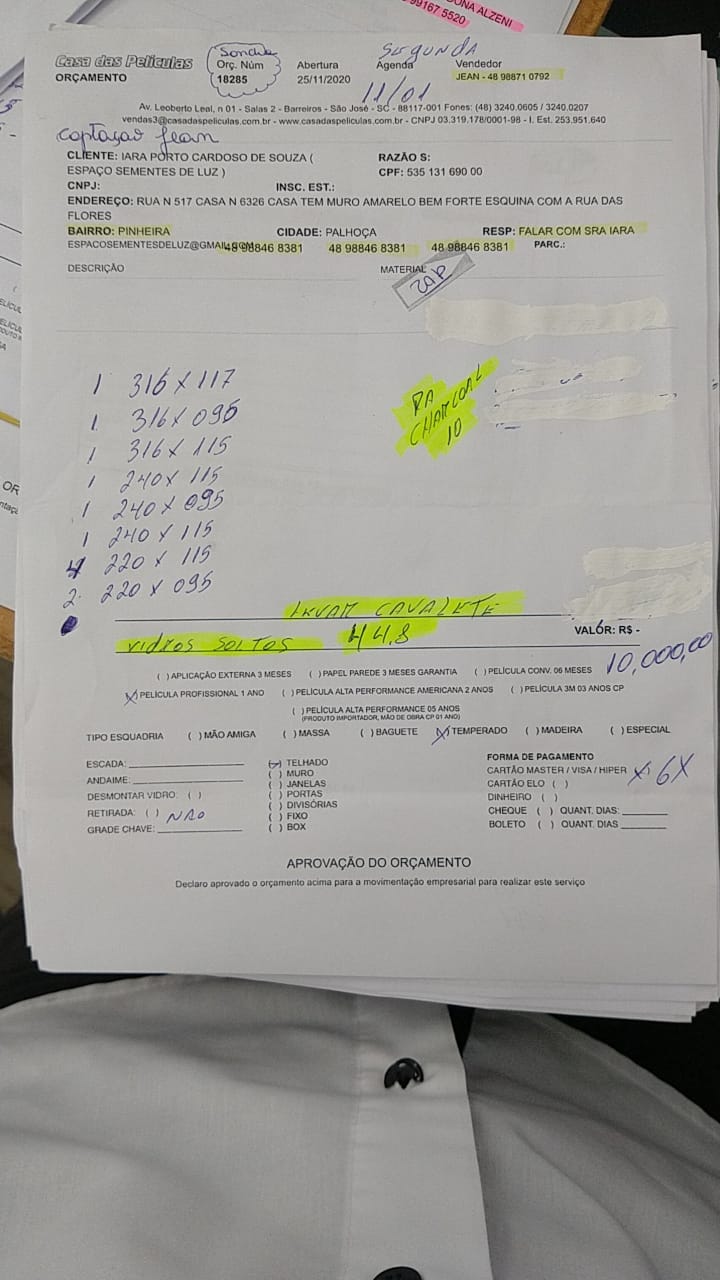 ONA ALZENI
99167 5520
Casa das Películas
ORÇAMENTO
Orç. Núm
18285
Abertura
25/11/2020
SEGUNDA
Agenda
11/01
Vendedor
JEAN - 48 98871 0792
Av. Leoberto Leal, n 01 - Salas 2 - Barreiros - São José - SC - 88117-001 Fones: (48) 3240.0605 / 3240.0207
vendas3@casadaspeliculas.com.br - www.casadaspeliculas.com.br - CNPJ 03.319.178/0001-98 - I. Est. 253.951.640
captação Jean
CLIENTE: IARA PORTO CARDOSO DE SOUZA (
ESPAÇO SEMENTES DE LUZ )
RAZÃO S:
CPF: 535 131 690 00
CNPJ:
INSC. EST.:
ENDEREÇO: RUA N 517 CASA N 6326 CASA TEM MURO AMARELO BEM FORTE ESQUINA COM A RUA DAS
FLORES
BAIRRO: PINHEIRA CIDADE: PALHOÇA RESP: FALAR COM SRA IARA
ESPACOSEMENTESDELUZ@GMAIL.COM 48 98846 8381 48 98846 8381 48 98846 8381 PARC.:
DESCRIÇÃO MATERIAL
ZAP
1 316 X 117
1 316 X 095
1 316 X 115
1 240 X 115
1 240 X 095
1 240 X 115
4 220 X 115
2 220 X 095
RA
CHARCOAL
10
CAVALETE
VIDROS SOLTOS 44.8
VALOR: R$ -
10,000,00
( ) APLICAÇÃO EXTERNA 3 MESES ( ) PAPEL PAREDE 3 MESES GARANTIA ( ) PELÍCULA CONV. 06 MESES
(X) PELÍCULA PROFISSIONAL 1 ANO ( ) PELÍCULA ALTA PERFORMANCE AMERICANA 2 ANOS ( ) PELÍCULA 3M 03 ANOS CP
( ) PELÍCULA ALTA PERFORMANCE 05 ANOS
(PRODUTO IMPORTADOR, MÃO DE OBRA CP 01 ANO)
TIPO ESQUADRIA ( ) MÃO AMIGA ( ) MASSA ( ) BAGUETE (X) TEMPERADO ( ) MADEIRA ( ) ESPECIAL
ESCADA:
ANDAIME:
DESMONTAR VIDRO: ( )
RETIRADA: ( ) NAO
GRADE CHAVE:
TELHADO
( ) MURO
( ) JANELAS
( ) PORTAS
( ) DIVISÓRIAS
( ) FIXO
( ) BOX
FORMA DE PAGAMENTO
CARTÃO MASTER / VISA / HIPER (X) 6X
CARTÃO ELO ( )
DINHEIRO ( )
CHEQUE ( ) QUANT. DIAS:
BOLETO ( ) QUANT. DIAS
APROVAÇÃO DO ORÇAMENTO
Declaro aprovado o orçamento acima para a movimentação empresarial para realizar este serviço